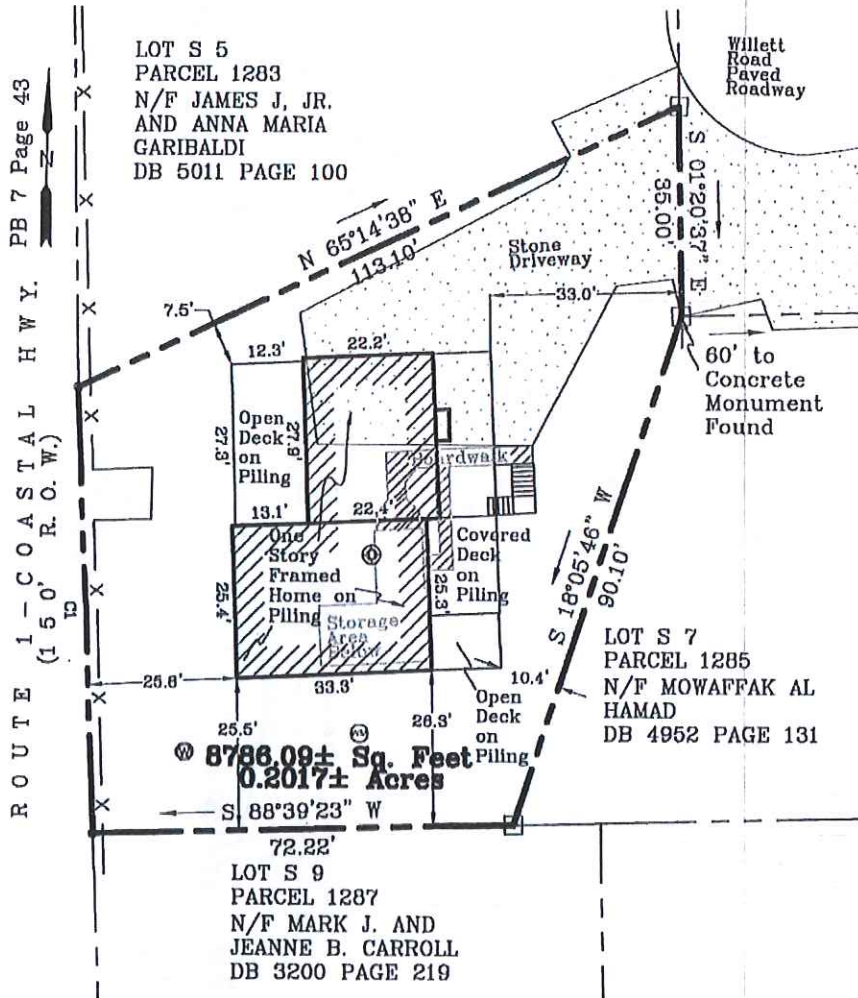 LOT S 5
PARCEL 1283
N/F JAMES J, JR.
AND ANNA MARIA
GARIBALDI
DB 5011 PAGE 100
Willett
Road
Paved
Roadway
PB 7 Page 43
N
ROUTE 1-COASTAL HWY.
(150' R.O.W.)
N 65°14'38" E
113.10'
S 01°20'37" E
35.00'
Stone
Driveway
33.0'
7.5'
12.3'
22.2'
60' to
Concrete
Monument
Found
Open
Deck
on
Piling
27.3'
27.9'
Boardwalk
13.1'
22.4'
One
Story
Framed
Home on
Piling
Covered
Deck
on
Piling
25.4'
25.3'
Storage
Area
Below
S 18°05'46" W
90.10'
C1
25.6'
33.3'
10.4'
LOT S 7
PARCEL 1285
N/F MOWAFFAK AL
HAMAD
DB 4952 PAGE 131
Open
Deck
on
Piling
25.5'
26.3'
W
8786.09± Sq. Feet
0.2017± Acres
S 88°39'23" W
72.22'
LOT S 9
PARCEL 1287
N/F MARK J. AND
JEANNE B. CARROLL
DB 3200 PAGE 219